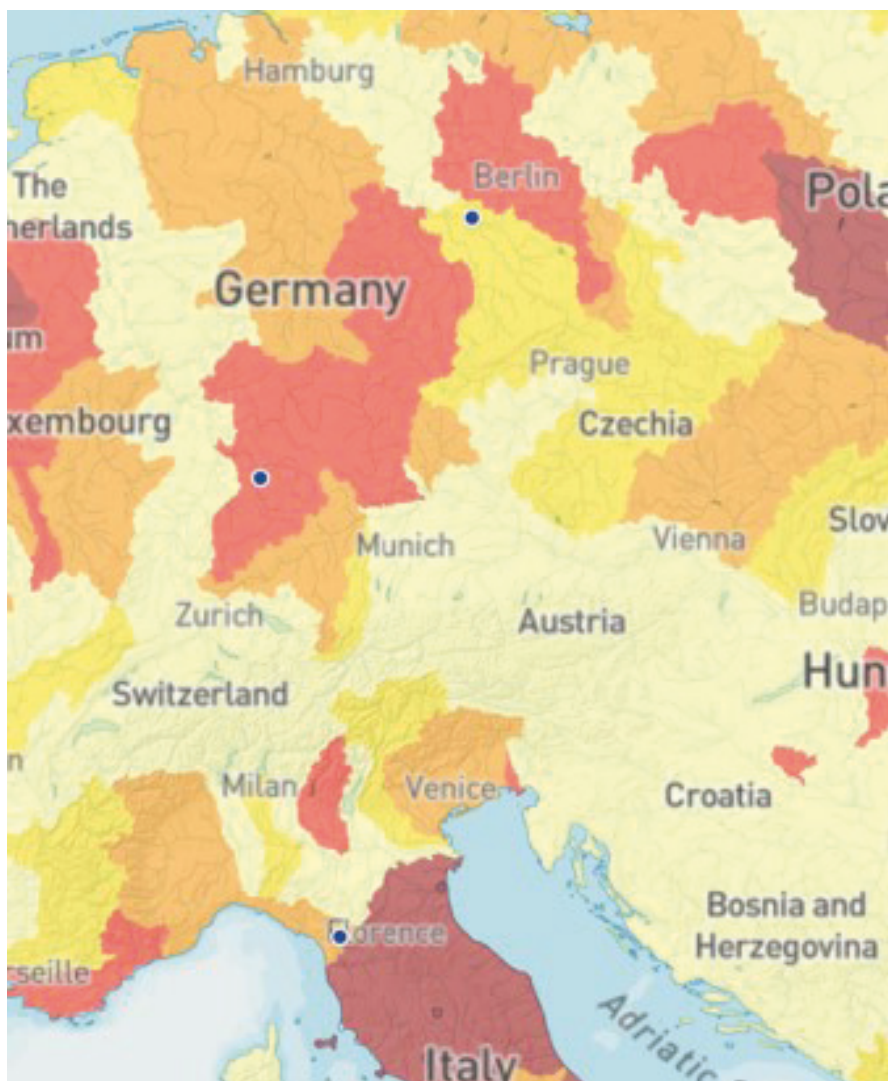 Hamburg
The
herlands
Berlin
Pola
Germany
um
Prague
xembourg
Czechia
Slov
Munich
Vienna
Zurich
Austria
Budap
Switzerland
Hun
n
Milan
Venice
Croatia
Florence
Bosnia and
Herzegovina
rseille
Adriatic
Italy